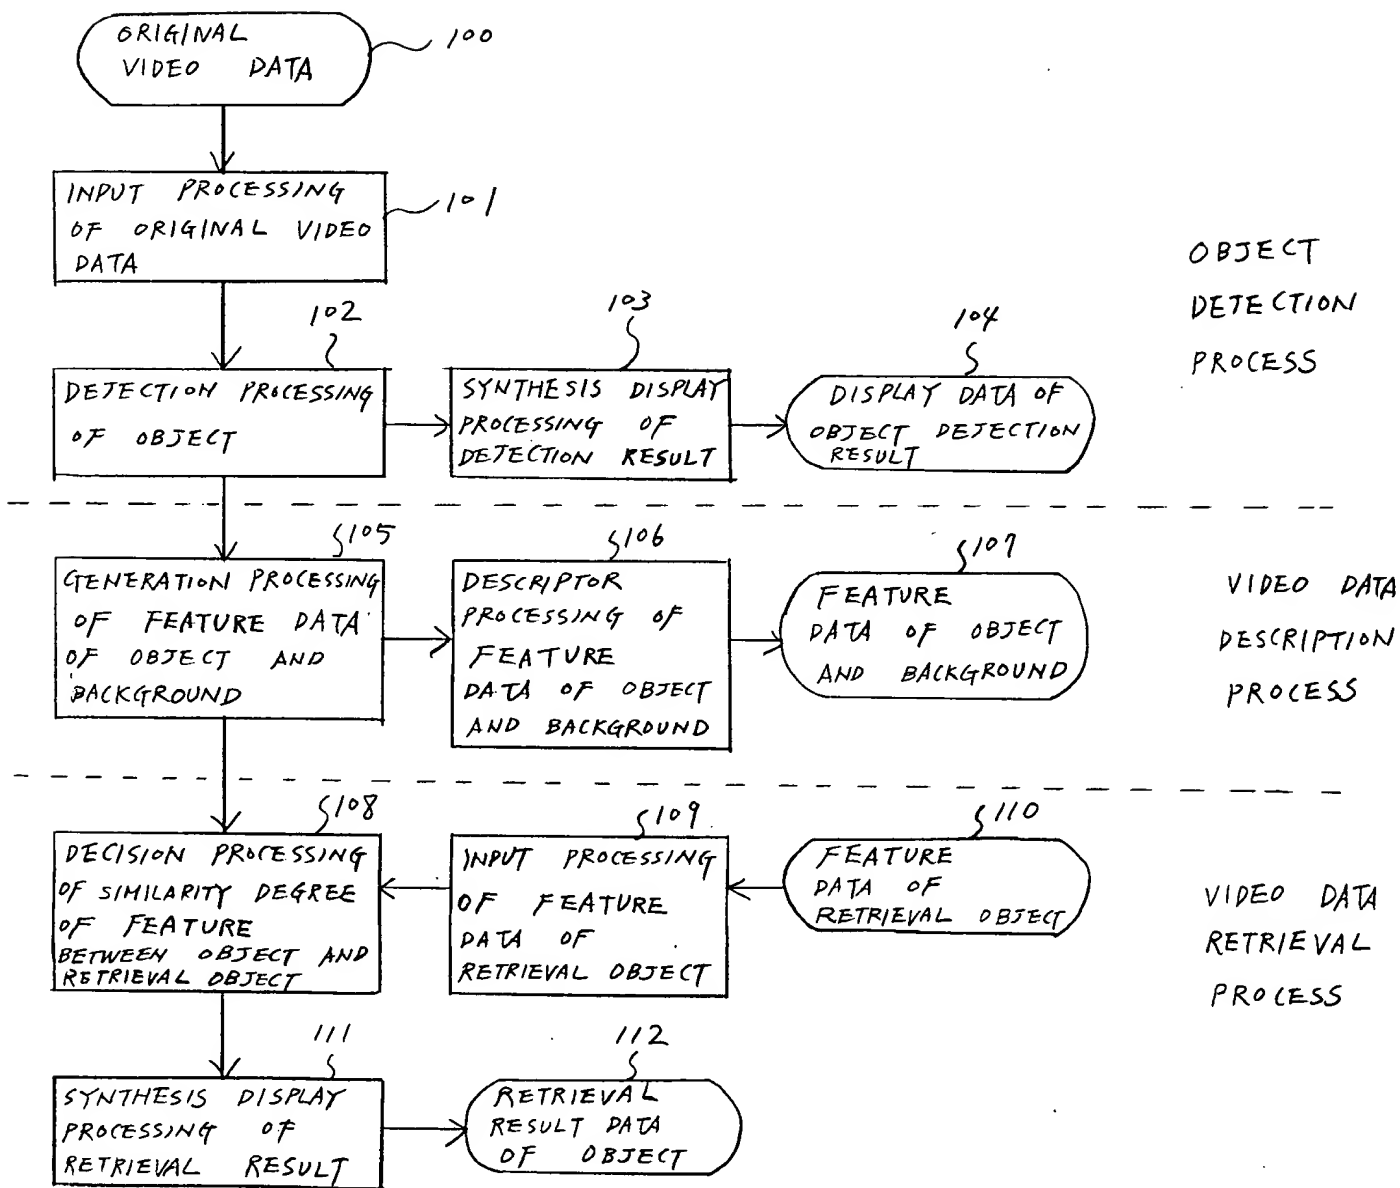 ORIGINAL
VIDEO DATA
100
INPUT PROCESSING
OF ORIGINAL VIDEO
DATA
101
OBJECT
DETECTION
PROCESS
102
DETECTION PROCESSING
OF OBJECT
103
SYNTHESIS DISPLAY
PROCESSING OF
DETECTION RESULT
104
DISPLAY DATA OF
OBJECT DETECTION
RESULT
105
GENERATION PROCESSING
OF FEATURE DATA
OF OBJECT AND
BACKGROUND
106
DESCRIPTOR
PROCESSING OF
FEATURE
DATA OF OBJECT
AND BACKGROUND
107
FEATURE
DATA OF OBJECT
AND BACKGROUND
VIDEO DATA
DESCRIPTION
PROCESS
108
DECISION PROCESSING
OF SIMILARITY DEGREE
OF FEATURE
BETWEEN OBJECT AND
RETRIEVAL OBJECT
109
INPUT PROCESSING
OF FEATURE
DATA OF
RETRIEVAL OBJECT
110
FEATURE
DATA OF
RETRIEVAL OBJECT
VIDEO DATA
RETRIEVAL
PROCESS
111
SYNTHESIS DISPLAY
PROCESSING OF
RETRIEVAL RESULT
112
RETRIEVAL
RESULT DATA
OF OBJECT